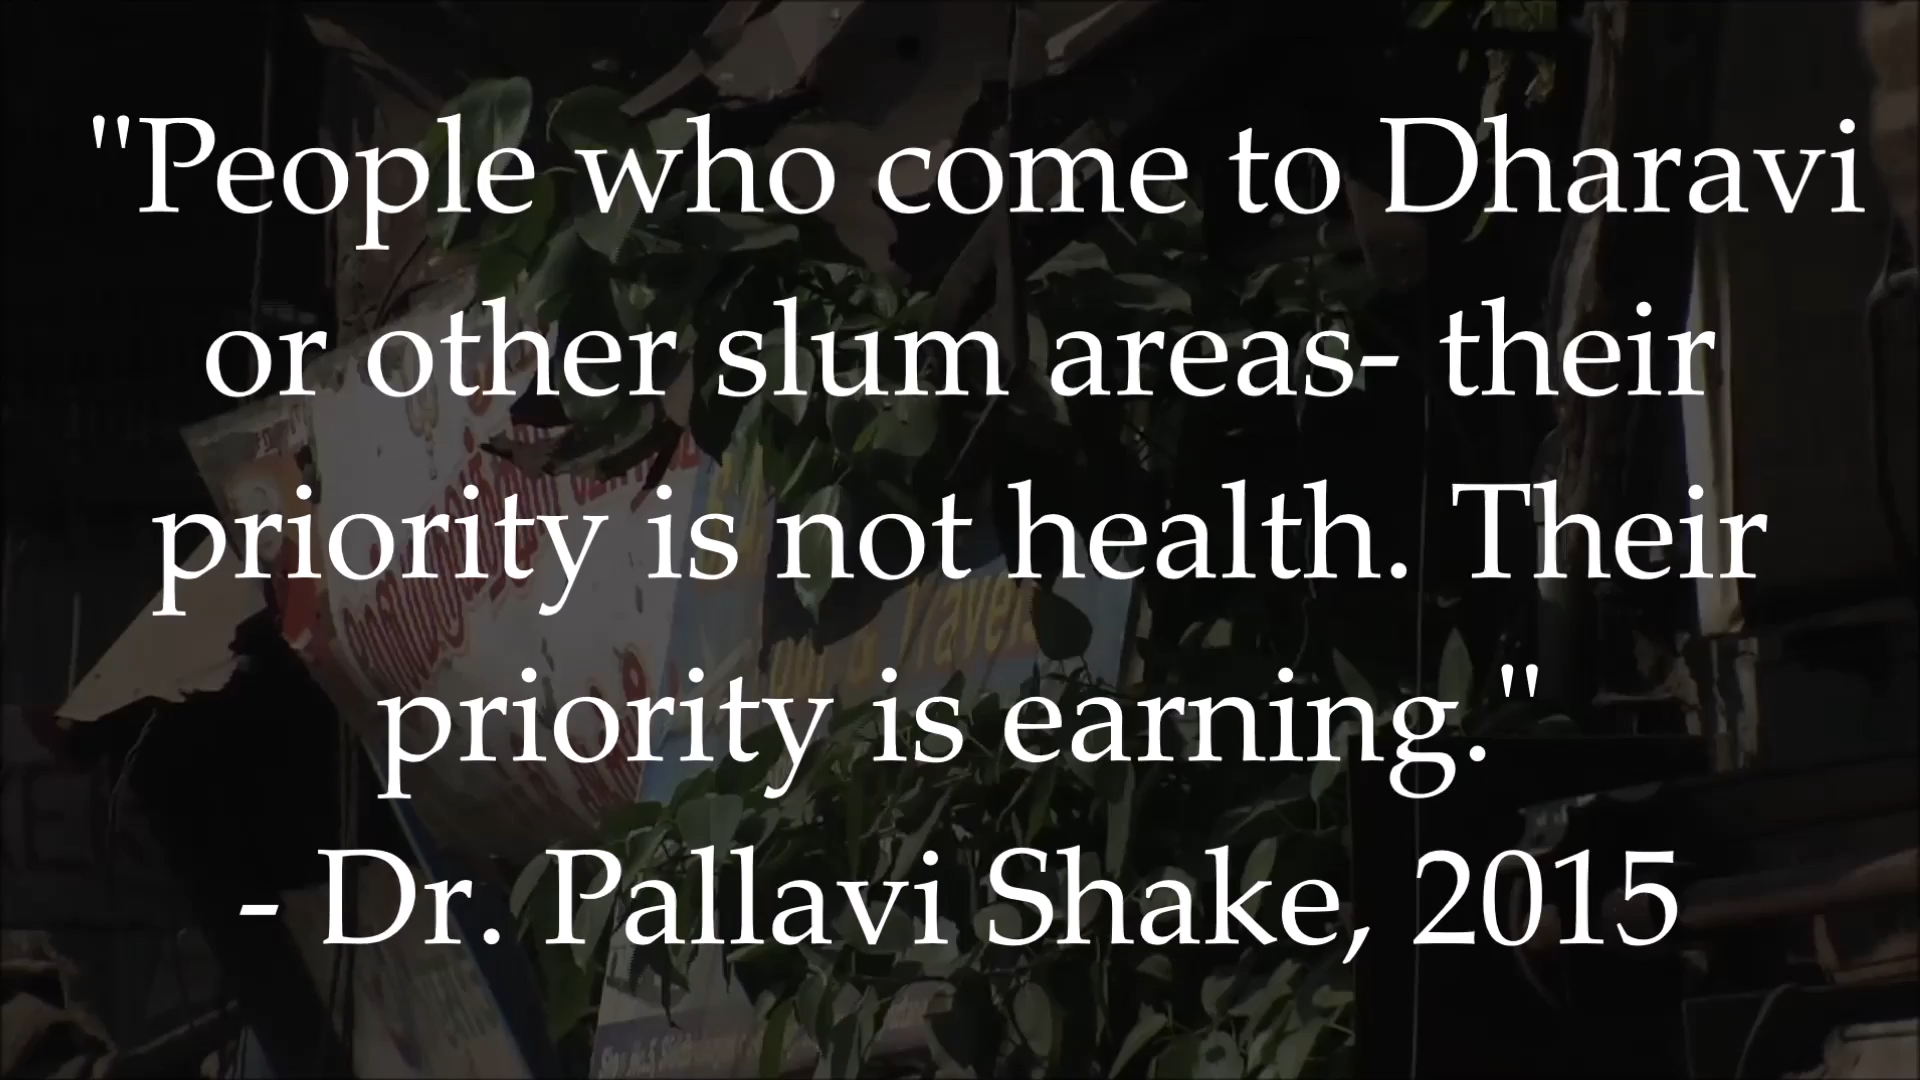 "People who come to Dharavi
or other slum areas- their
priority is not health. Their
priority is earning."
- Dr. Pallavi Shake, 2015
Travels